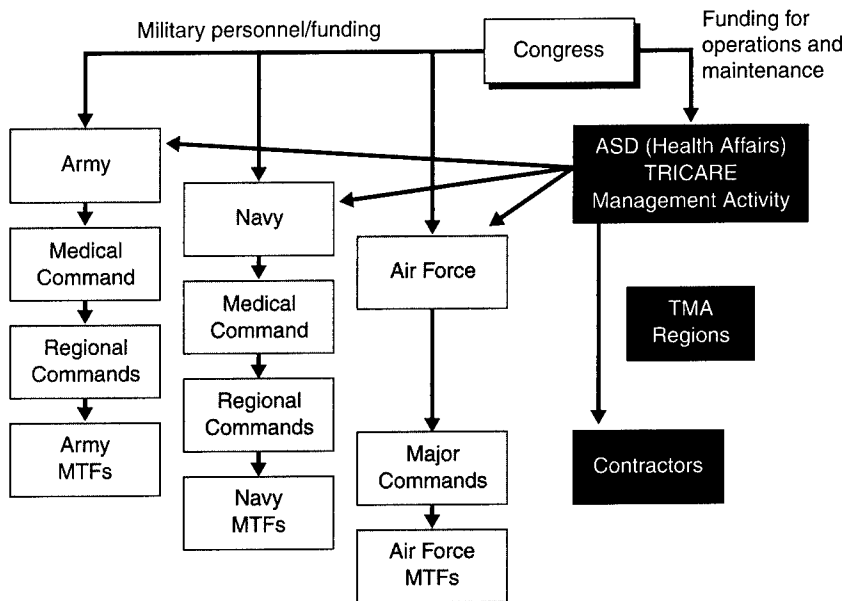 Military personnel/funding
Congress
Funding for
operations and
maintenance
Army
Medical
Command
Regional
Commands
Army
MTFs
Navy
Medical
Command
Regional
Commands
Navy
MTFs
Air Force
Major
Commands
Air Force
MTFs
ASD (Health Affairs)
TRICARE
Management Activity
TMA
Regions
Contractors